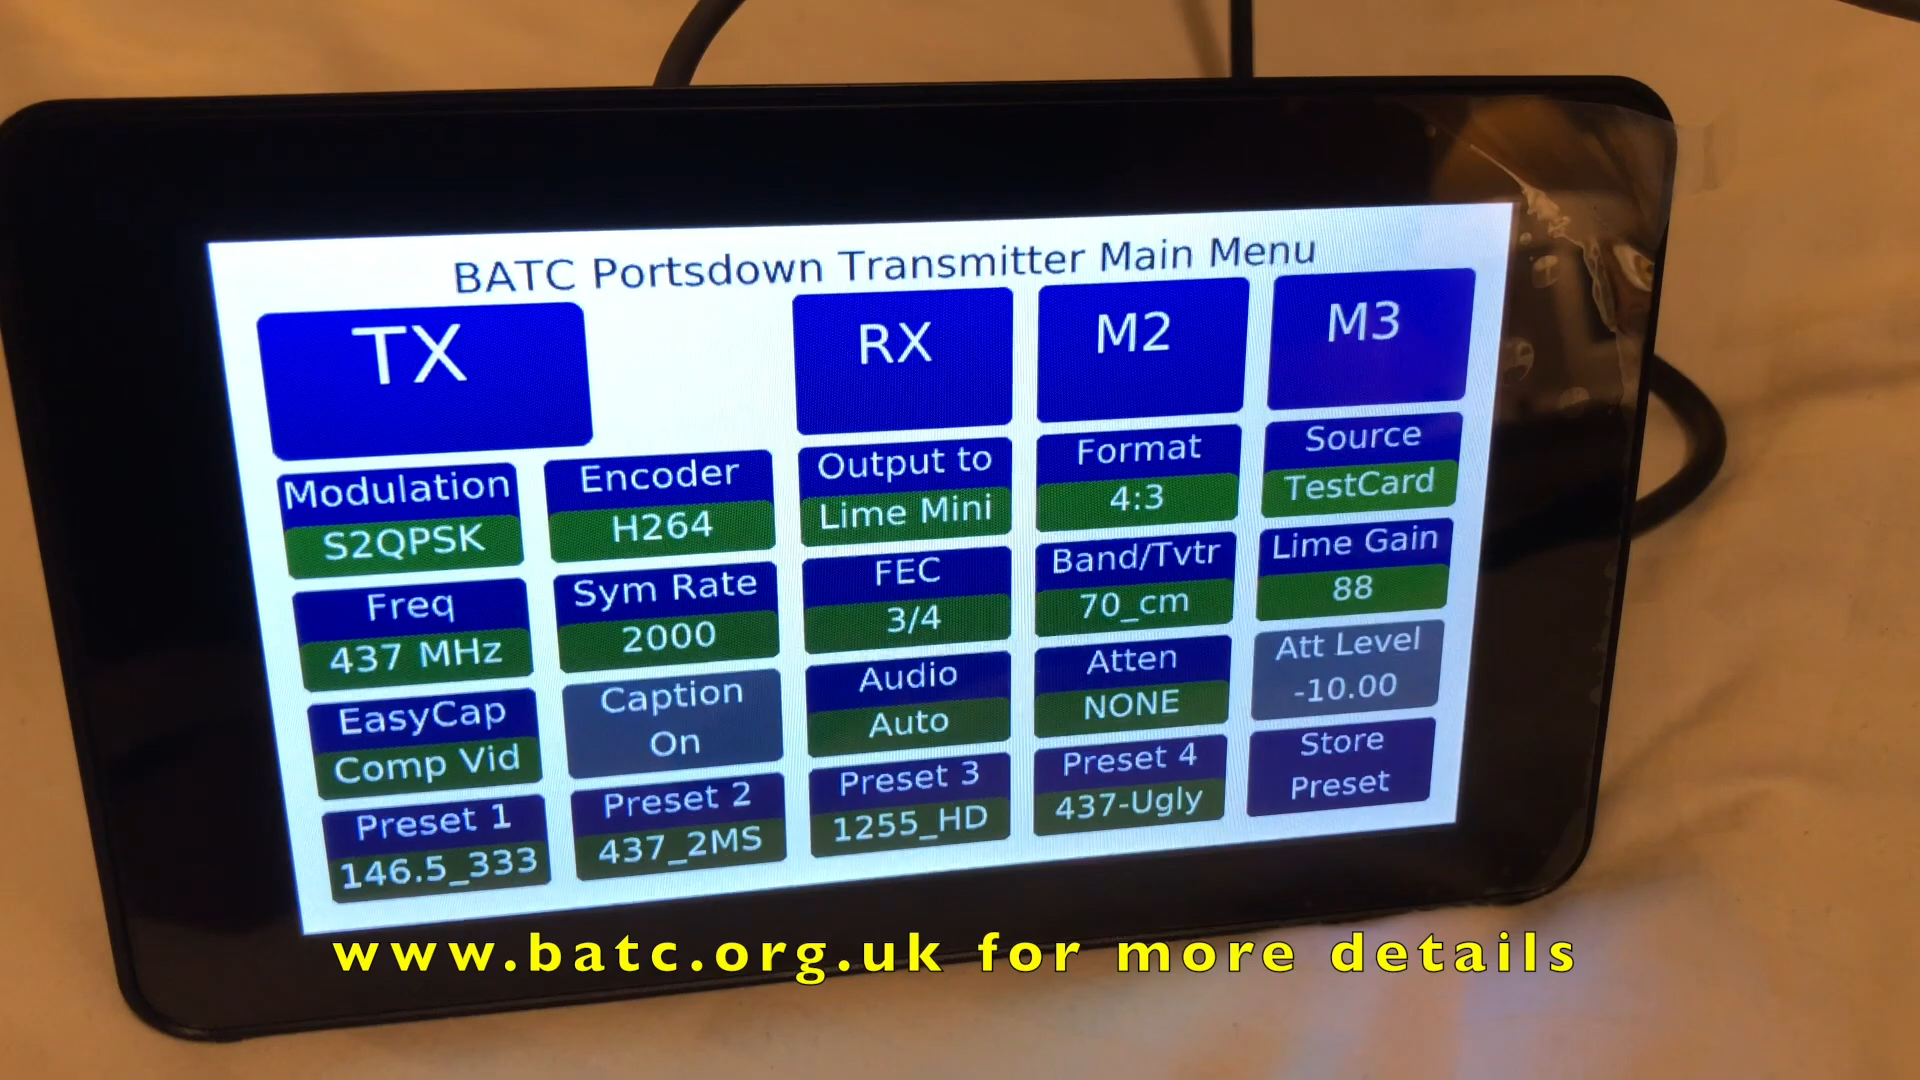 BATC Portsdown Transmitter Main Menu
TX
RX
M2
M3
Modulation
S2QPSK
Encoder
H264
Output to
Lime Mini
Format
4:3
Source
TestCard
Freq
437 MHz
Sym Rate
2000
FEC
3/4
Band/Tvtr
70_cm
Lime Gain
88
EasyCap
Comp Vid
Caption
On
Audio
Auto
Atten
NONE
Att Level
-10.00
Preset 1
146.5_333
Preset 2
437_2MS
Preset 3
1255_HD
Preset 4
437-Ugly
Store
Preset
www.batc.org.uk for more details